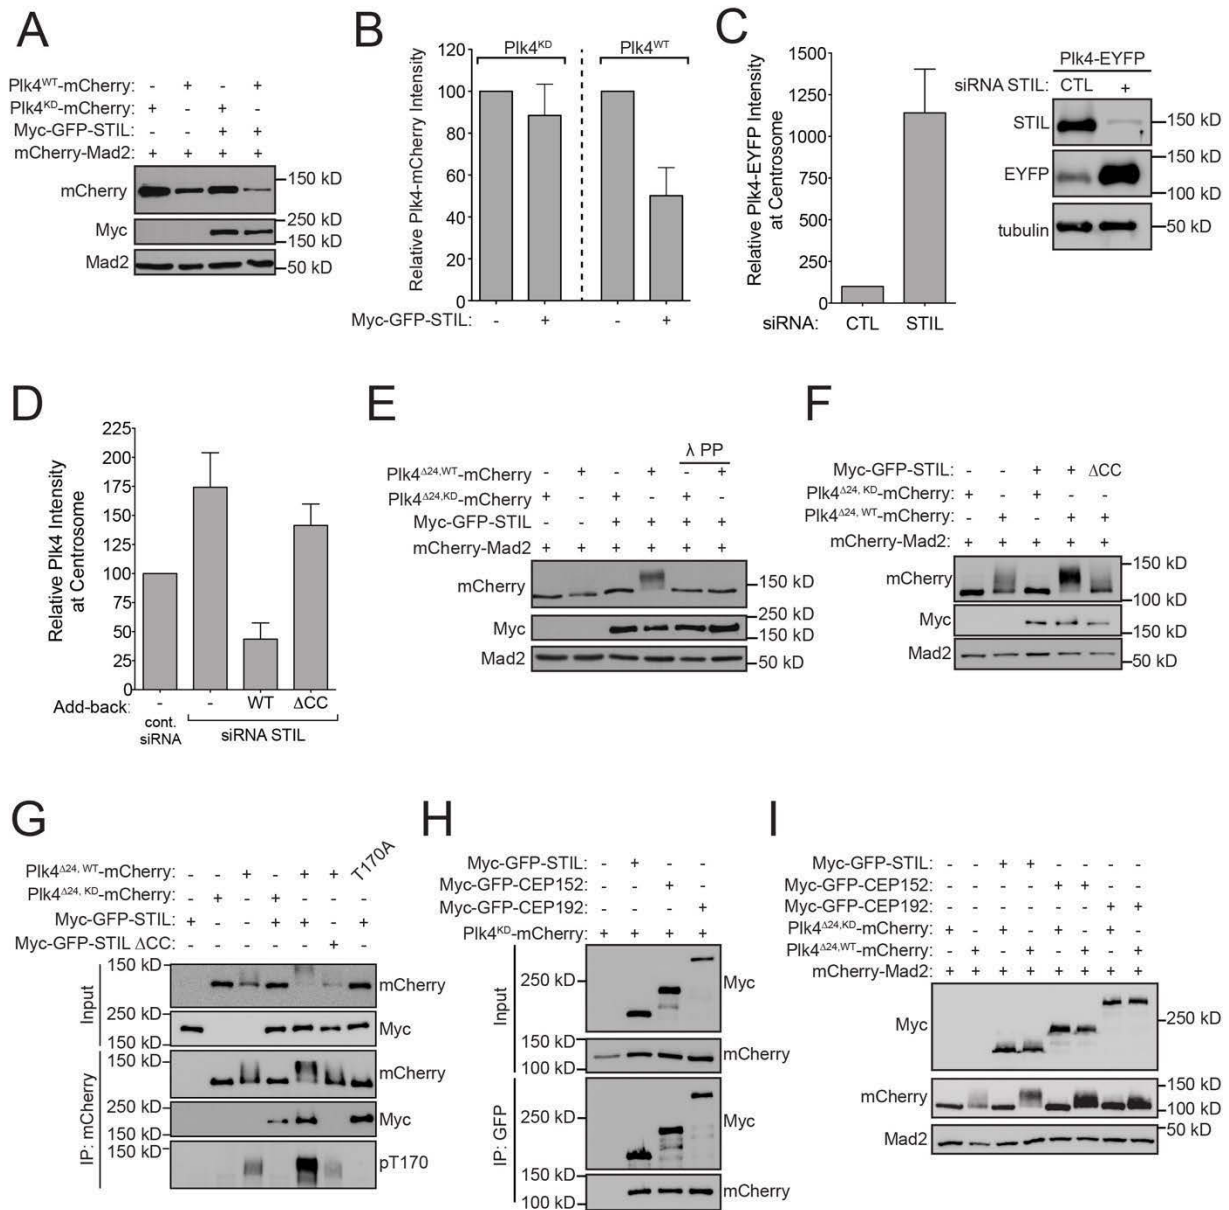 A
Plk4WT-mCherry: - + - +
Plk4KD-mCherry: + - + -
Myc-GFP-STIL: - - + +
mCherry-Mad2: + + + +
mCherry
150 kD
Myc
250 kD
150 kD
Mad2
50 kD
B
Relative Plk4-mCherry Intensity
120
100
80
60
40
20
0
Plk4KD
Plk4WT
Myc-GFP-STIL: - + - +
C
Relative Plk4-EYFP Intensity
at Centrosome
1500
1250
1000
750
500
250
0
siRNA: CTL STIL
Plk4-EYFP
siRNA STIL: CTL +
STIL
150 kD
EYFP
150 kD
100 kD
tubulin
50 kD
D
Relative Plk4 Intensity
at Centrosome
225
200
175
150
125
100
75
50
25
0
Add-back: - - WT ΔCC
cont.
siRNA
siRNA STIL
E
λ PP
Plk4Δ24,WT-mCherry: - + - + - +
Plk4Δ24,KD-mCherry: + - + - + -
Myc-GFP-STIL - - + + + +
mCherry-Mad2: + + + + + +
mCherry
150 kD
Myc
250 kD
150 kD
Mad2
50 kD
F
Myc-GFP-STIL: - - + + ΔCC
Plk4Δ24, KD-mCherry: + - + - -
Plk4Δ24, WT-mCherry: - + - + +
mCherry-Mad2: + + + + +
mCherry
150 kD
100 kD
Myc
150 kD
Mad2
50 kD
G
Plk4Δ24, WT-mCherry: - - + - + + T170A
Plk4Δ24, KD-mCherry: - + - + - - -
Myc-GFP-STIL: + - - + + - +
Myc-GFP-STIL ΔCC: - - - - - + -
Input
150 kD
mCherry
250 kD
150 kD
Myc
IP: mCherry
150 kD
mCherry
250 kD
150 kD
Myc
150 kD
pT170
H
Myc-GFP-STIL: - + - -
Myc-GFP-CEP152: - - + -
Myc-GFP-CEP192: - - - +
Plk4KD-mCherry: + + + +
Input
250 kD
Myc
150 kD
100 kD
mCherry
IP: GFP
250 kD
Myc
150 kD
100 kD
mCherry
I
Myc-GFP-STIL: - - + + - - - -
Myc-GFP-CEP152: - - - - + + - -
Myc-GFP-CEP192: - - - - - - + +
Plk4Δ24,KD-mCherry: + - + - + - + -
Plk4Δ24,WT-mCherry: - + - + - + - +
mCherry-Mad2: + + + + + + + +
Myc
250 kD
mCherry
150 kD
100 kD
Mad2
50 kD